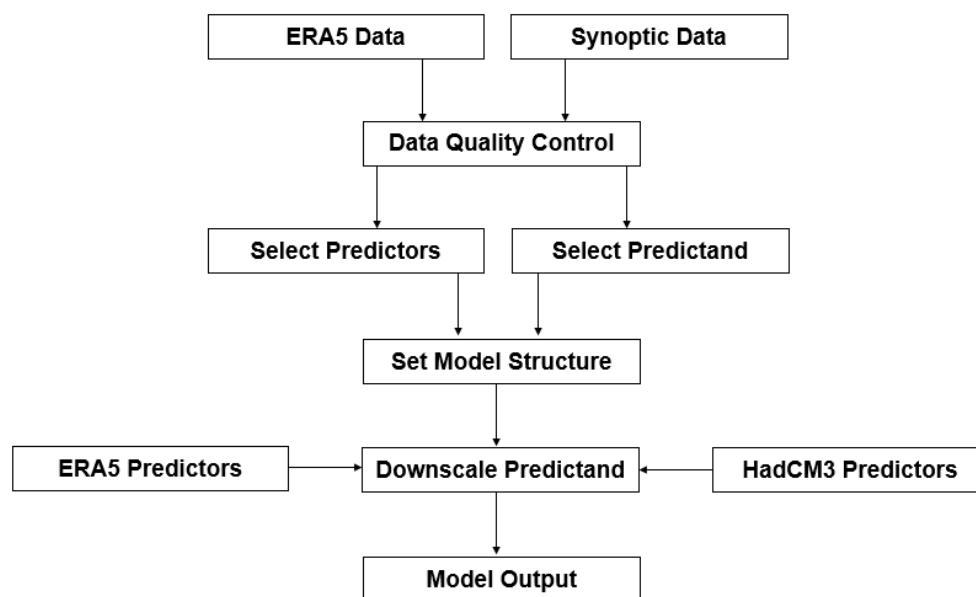 ERA5 Data
Synoptic Data
Data Quality Control
Select Predictors
Select Predictand
Set Model Structure
ERA5 Predictors
Downscale Predictand
HadCM3 Predictors
Model Output